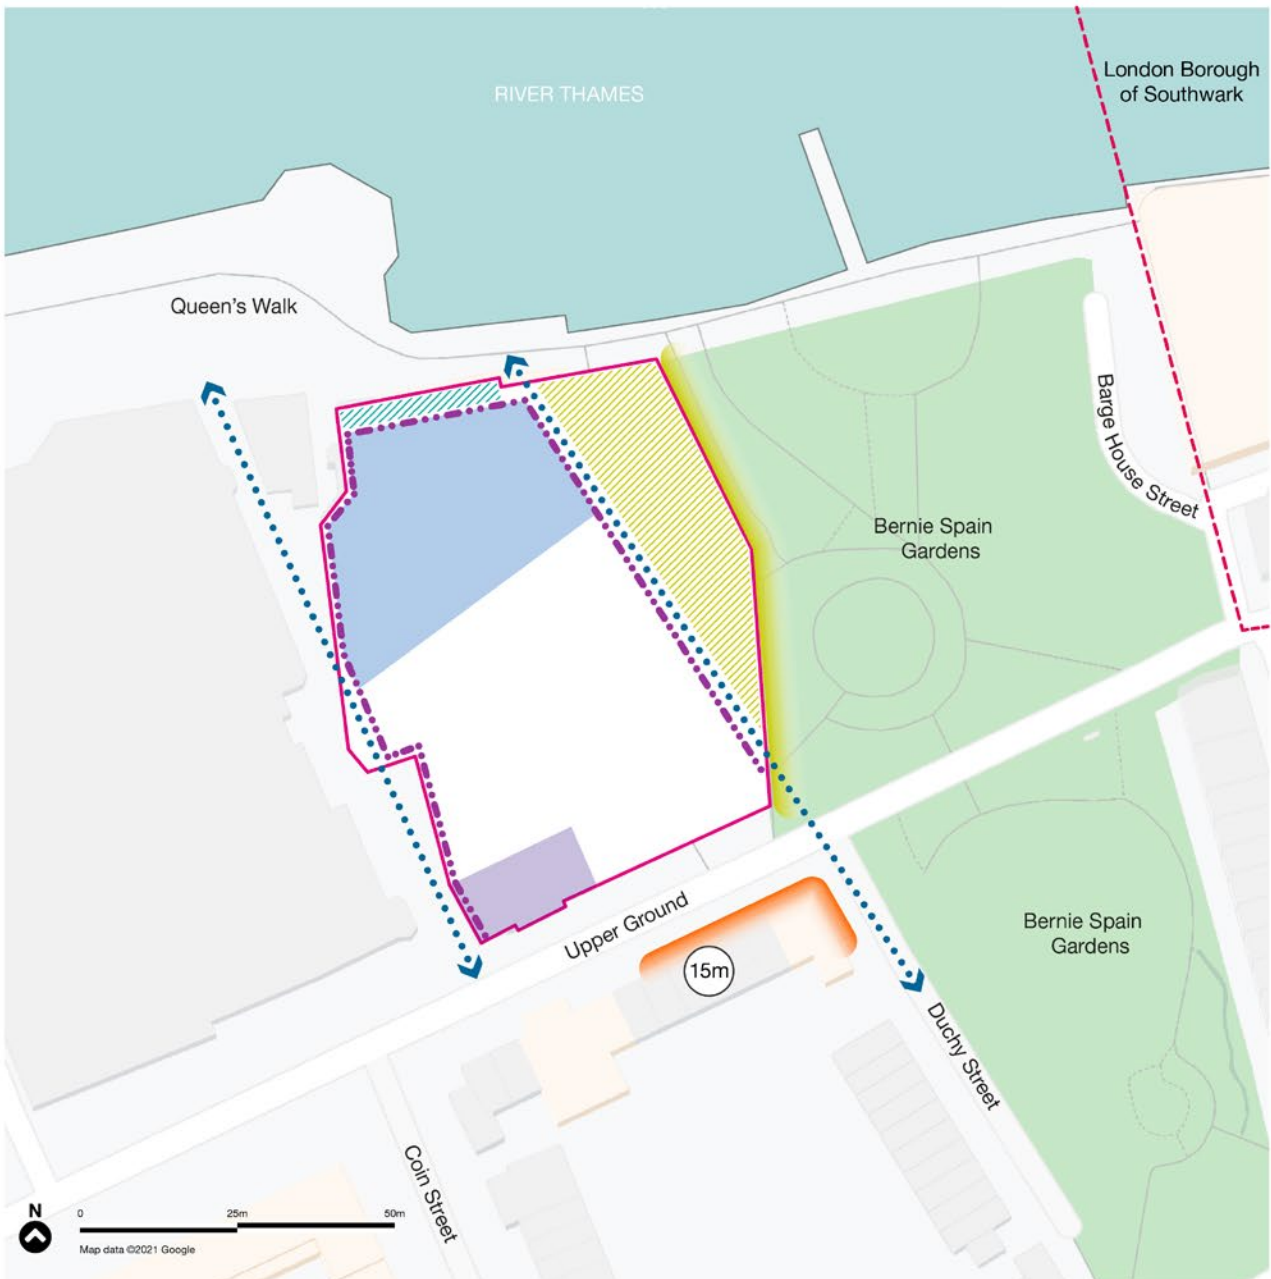 London Borough
of Southwark
RIVER THAMES
Queen's Walk
Barge House Street
Bernie Spain
Gardens
Upper Ground
15m
Bernie Spain
Gardens
Duchy Street
Coin Street
N
0 25m 50m
Map data ©2021 Google